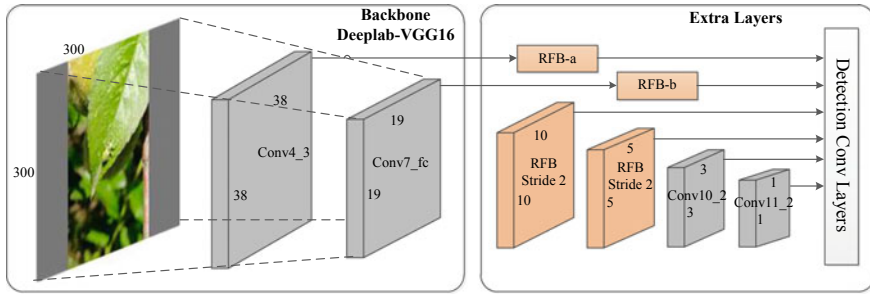 Backbone
Deeplab-VGG16
300
300
38
Conv4_3
38
19
Conv7_fc
19
Extra Layers
RFB-a
RFB-b
10
RFB
Stride 2
10
5
RFB
Stride 2
5
3
Conv10_2
3
1
Conv11_2
1
Detection Conv Layers